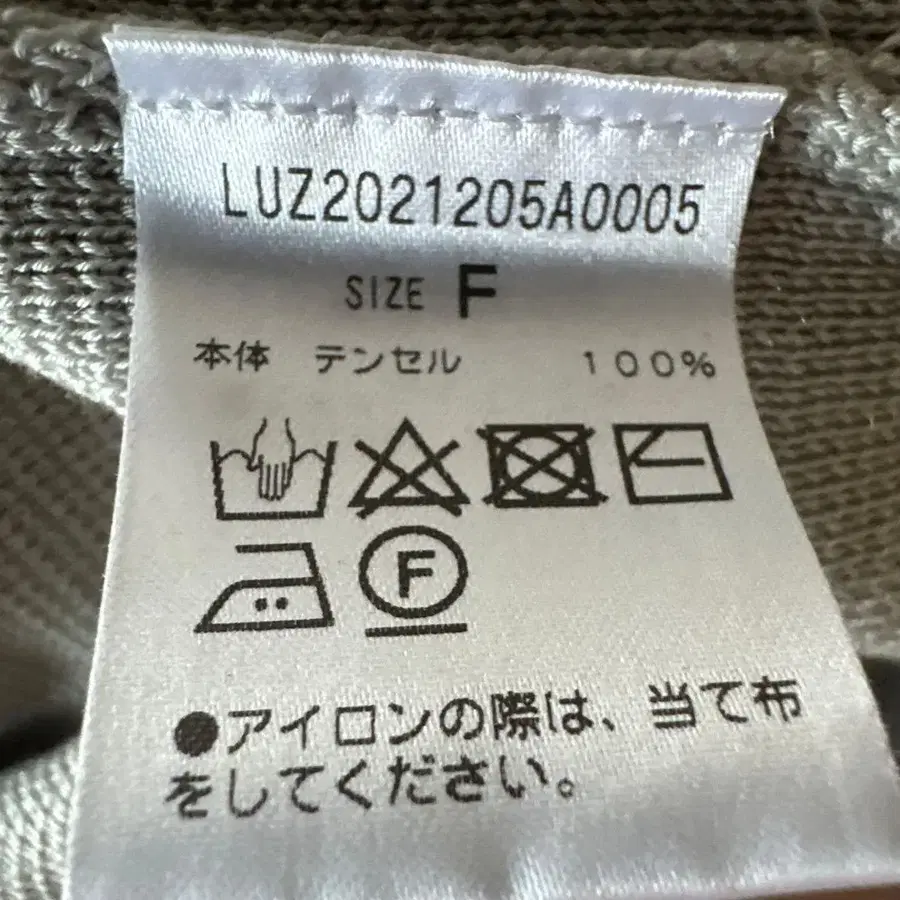 LUZ2021205A0005
SIZE F
本体 テンセル 100%
F
●アイロンの際は、当て布
をしてください。